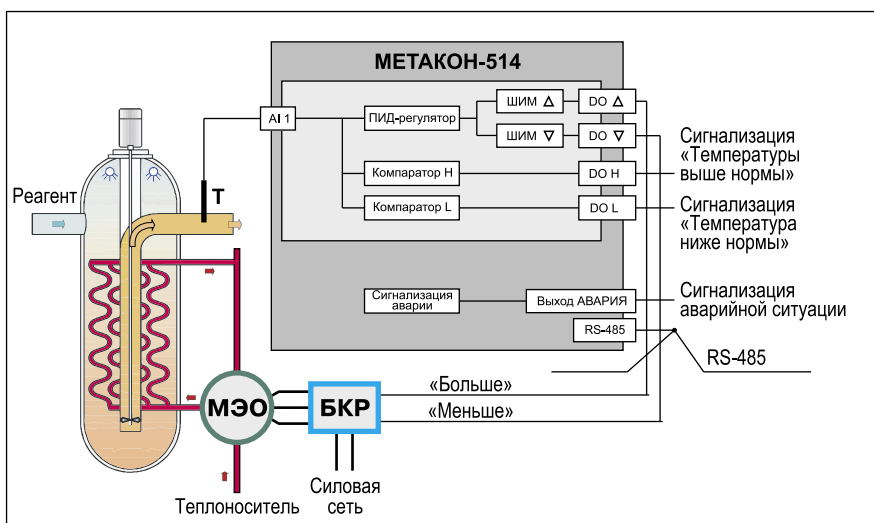 МЕТАКОН-514
AI 1
ПИД-регулятор
ШИМ △
DO △
ШИМ ▽
DO ▽
Компаратор H
DO H
Компаратор L
DO L
Сигнализация
аварии
Выход АВАРИЯ
RS-485
Сигнализация
«Температуры
выше нормы»
Сигнализация
«Температура
ниже нормы»
Сигнализация
аварийной ситуации
RS-485
Реагент
Т
«Больше»
«Меньше»
МЭО
БКР
Теплоноситель
Силовая
сеть